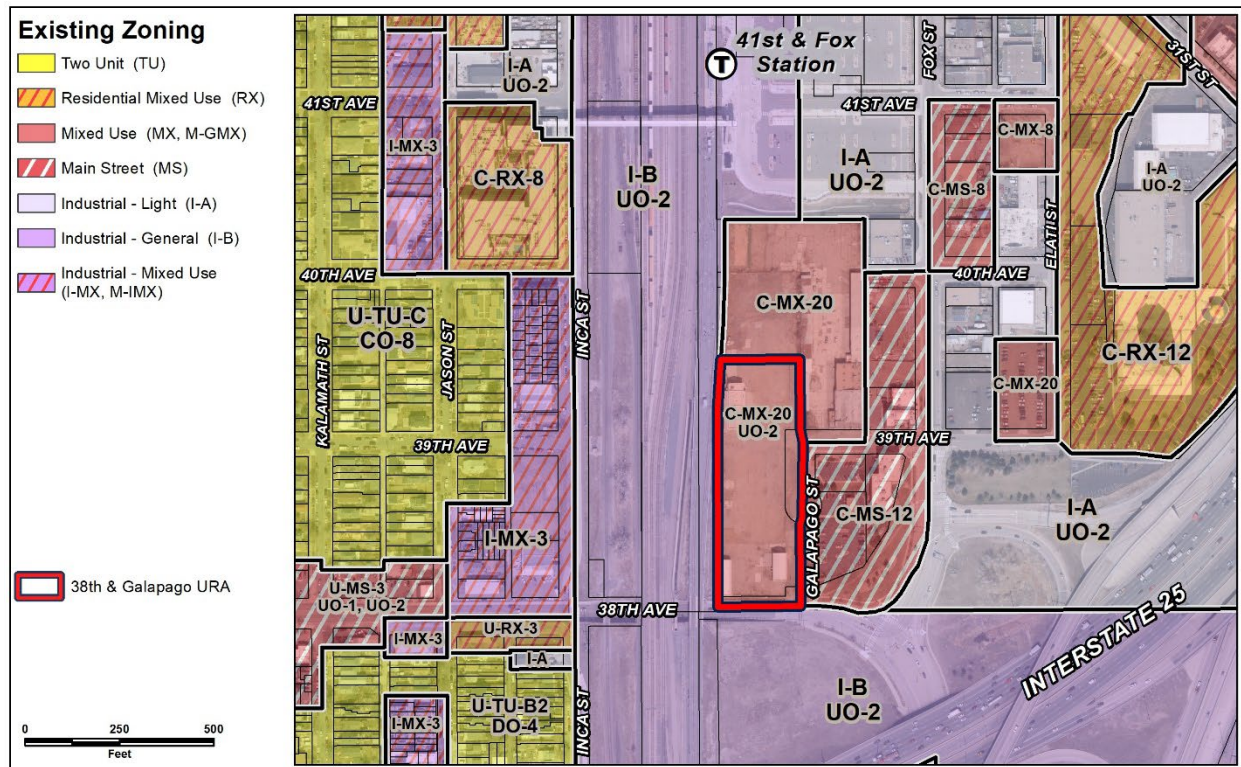 Existing Zoning
Two Unit (TU)
Residential Mixed Use (RX)
Mixed Use (MX, M-GMX)
Main Street (MS)
Industrial - Light (I-A)
Industrial - General (I-B)
Industrial - Mixed Use
(I-MX, M-IMX)
38th & Galapago URA
0 250 500
Feet
41st & Fox
Station
T
FOX ST
31ST ST
I-A
UO-2
41ST AVE
41ST AVE
I-MX-3
C-RX-8
I-B
UO-2
I-A
UO-2
C-MS-8
C-MX-8
I-A
UO-2
ELATI ST
40TH AVE
40TH AVE
INCA ST
U-TU-C
CO-8
KALAMATH ST
JASON ST
C-MX-20
C-RX-12
C-MX-20
C-MX-20
UO-2
39TH AVE
39TH AVE
GALAPAGO ST
C-MS-12
I-A
UO-2
I-MX-3
U-MS-3
UO-1, UO-2
38TH AVE
INTERSTATE 25
I-MX-3
U-RX-3
I-A
I-B
UO-2
I-MX-3
U-TU-B2
DO-4
INCA ST